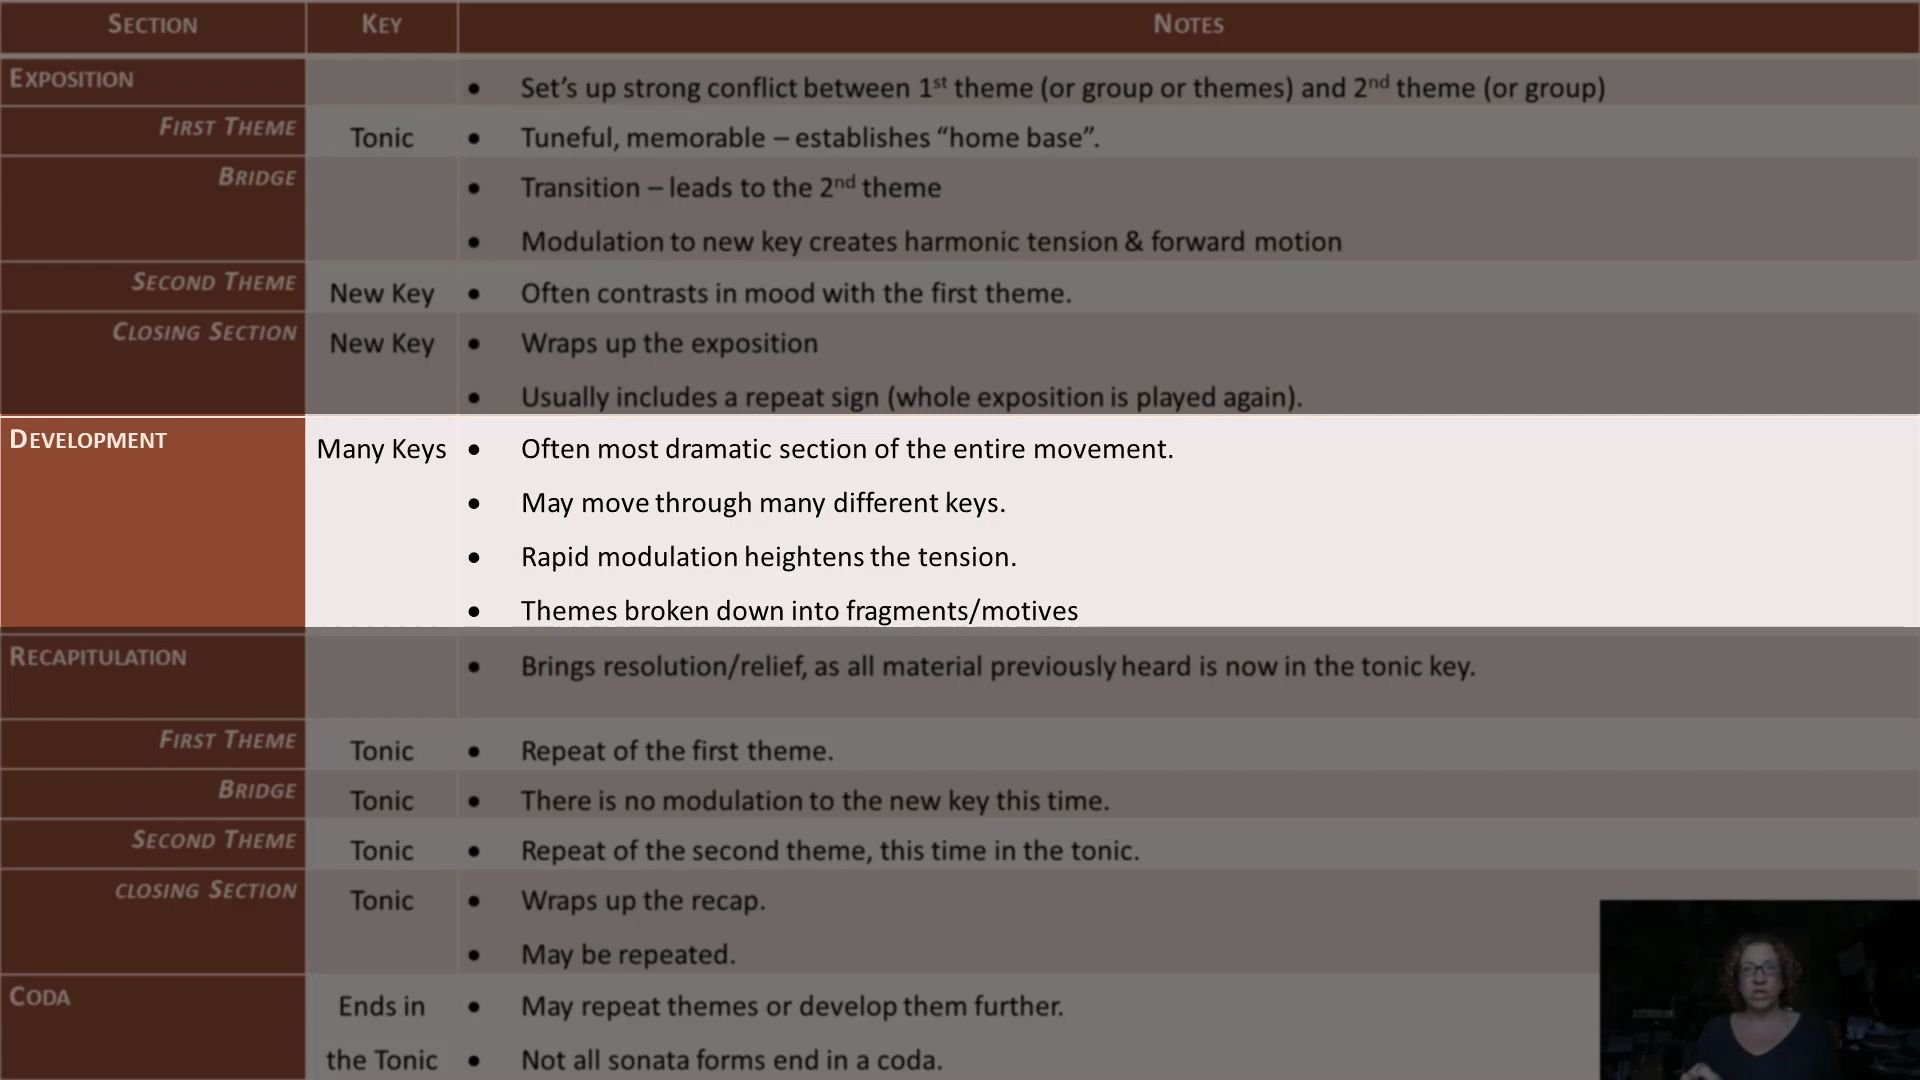 SECTION KEY NOTES
EXPOSITION • Set’s up strong conflict between 1st theme (or group or themes) and 2nd theme (or group)
FIRST THEME Tonic • Tuneful, memorable – establishes “home base”.
BRIDGE • Transition – leads to the 2nd theme
• Modulation to new key creates harmonic tension & forward motion
SECOND THEME New Key • Often contrasts in mood with the first theme.
CLOSING SECTION New Key • Wraps up the exposition
• Usually includes a repeat sign (whole exposition is played again).
DEVELOPMENT Many Keys • Often most dramatic section of the entire movement.
• May move through many different keys.
• Rapid modulation heightens the tension.
• Themes broken down into fragments/motives
RECAPITULATION • Brings resolution/relief, as all material previously heard is now in the tonic key.
FIRST THEME Tonic • Repeat of the first theme.
BRIDGE Tonic • There is no modulation to the new key this time.
SECOND THEME Tonic • Repeat of the second theme, this time in the tonic.
CLOSING SECTION Tonic • Wraps up the recap.
• May be repeated.
CODA Ends in • May repeat themes or develop them further.
the Tonic • Not all sonata forms end in a coda.